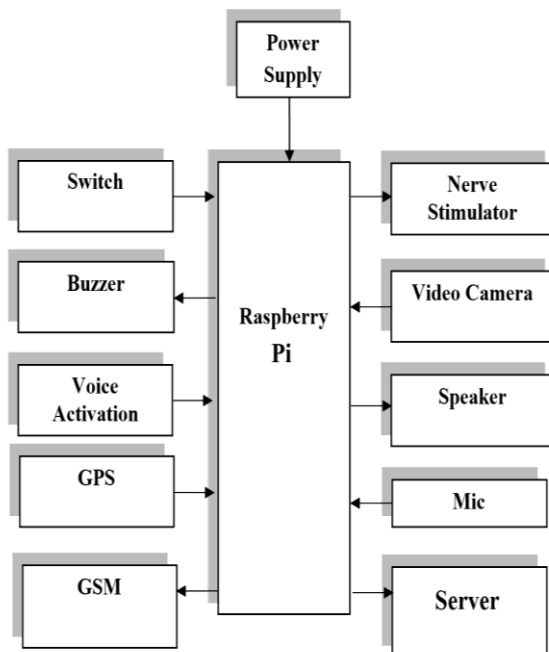 Power
Supply
Switch
Nerve
Stimulator
Buzzer
Video Camera
Raspberry
Pi
Voice
Activation
Speaker
GPS
Mic
GSM
Server